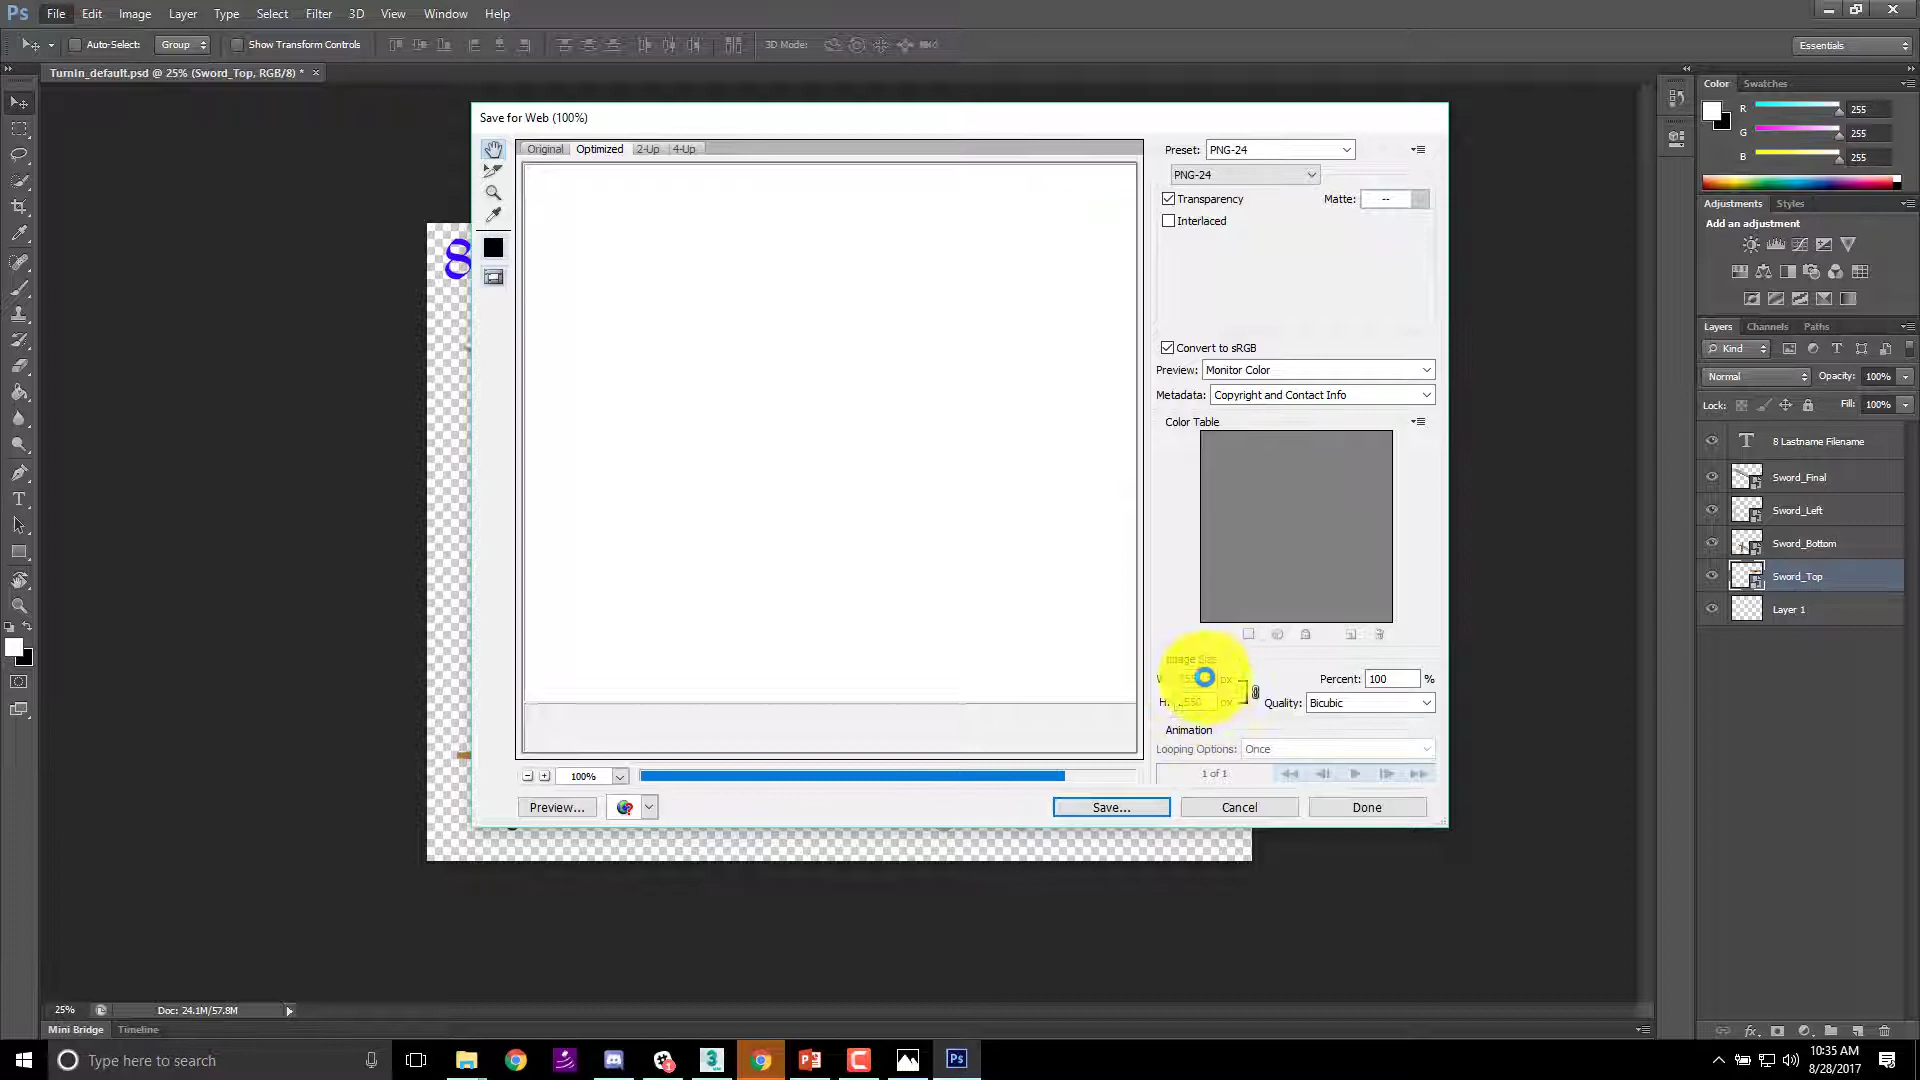 Ps File Edit Image Layer Type Select Filter 3D View Window Help
Auto-Select: Group Show Transform Controls 3D Mode: Essentials
TurnIn_default.psd @ 25% (Sword_Top, RGB/8) * ×
Color Swatches
R 255
G 255
B 255
Adjustments Styles
Add an adjustment
Layers Channels Paths
Kind
Normal Opacity: 100%
Lock: Fill: 100%
T 8 Lastname Filename
Sword_Final
Sword_Left
Sword_Bottom
Sword_Top
Layer 1
8
Save for Web (100%)
Original Optimized 2-Up 4-Up
Preset: PNG-24
PNG-24
Transparency Matte: --
Interlaced
Convert to sRGB
Preview: Monitor Color
Metadata: Copyright and Contact Info
Color Table
Image Size
px Percent: 100 %
H: px Quality: Bicubic
Animation
Looping Options: Once
1 of 1
100%
Preview... Save... Cancel Done
25% Doc: 24.1M/57.8M
Mini Bridge Timeline
Type here to search
10:35 AM
8/28/2017